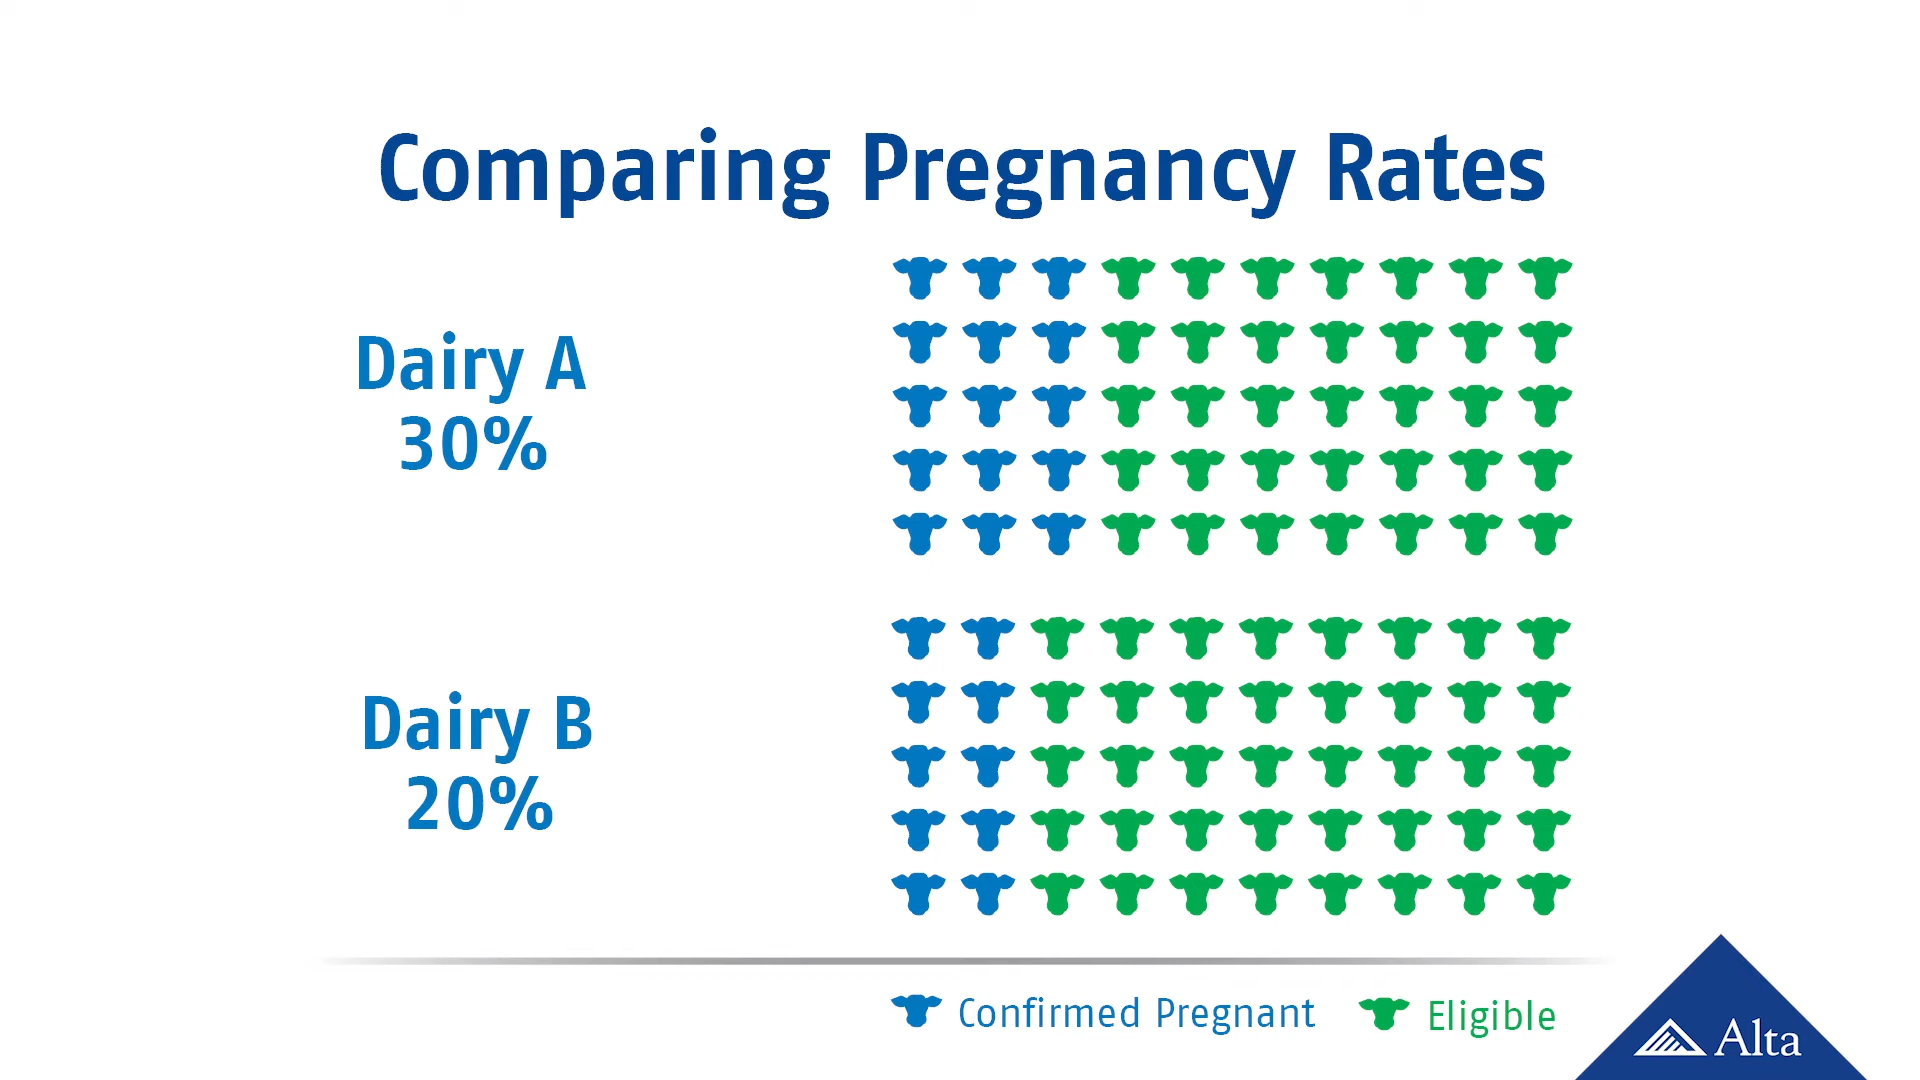 Comparing Pregnancy Rates
Dairy A
30%
Dairy B
20%
Confirmed Pregnant
Eligible
Alta